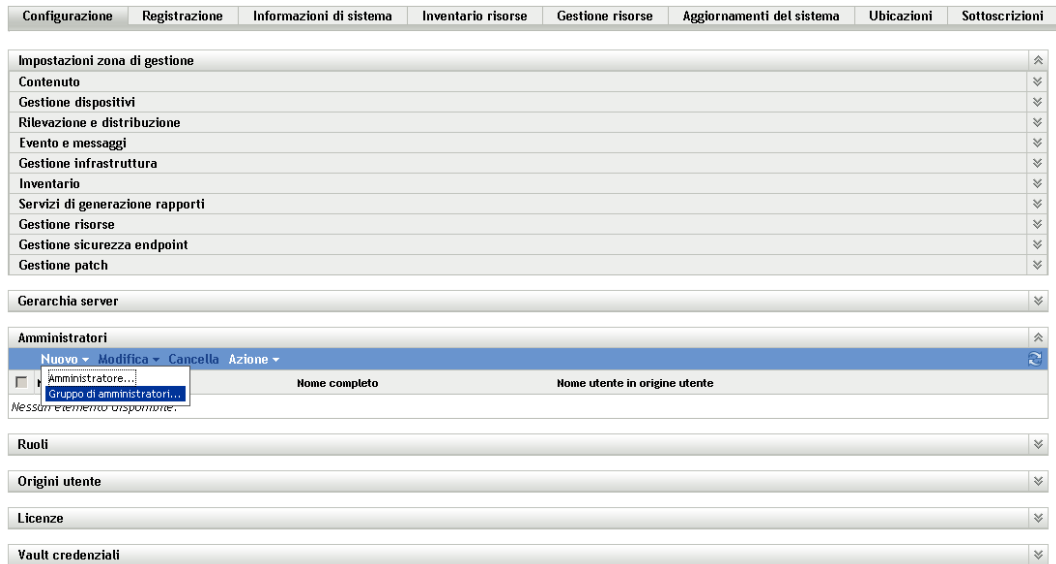 Configurazione Registrazione Informazioni di sistema Inventario risorse Gestione risorse Aggiornamenti del sistema Ubicazioni Sottoscrizioni
Impostazioni zona di gestione
Contenuto
Gestione dispositivi
Rilevazione e distribuzione
Evento e messaggi
Gestione infrastruttura
Inventario
Servizi di generazione rapporti
Gestione risorse
Gestione sicurezza endpoint
Gestione patch
Gerarchia server
Amministratori
Nuovo Modifica Cancella Azione
Amministratore...
Nome completo Nome utente in origine utente
Gruppo di amministratori...
Ruoli
Origini utente
Licenze
Vault credenziali